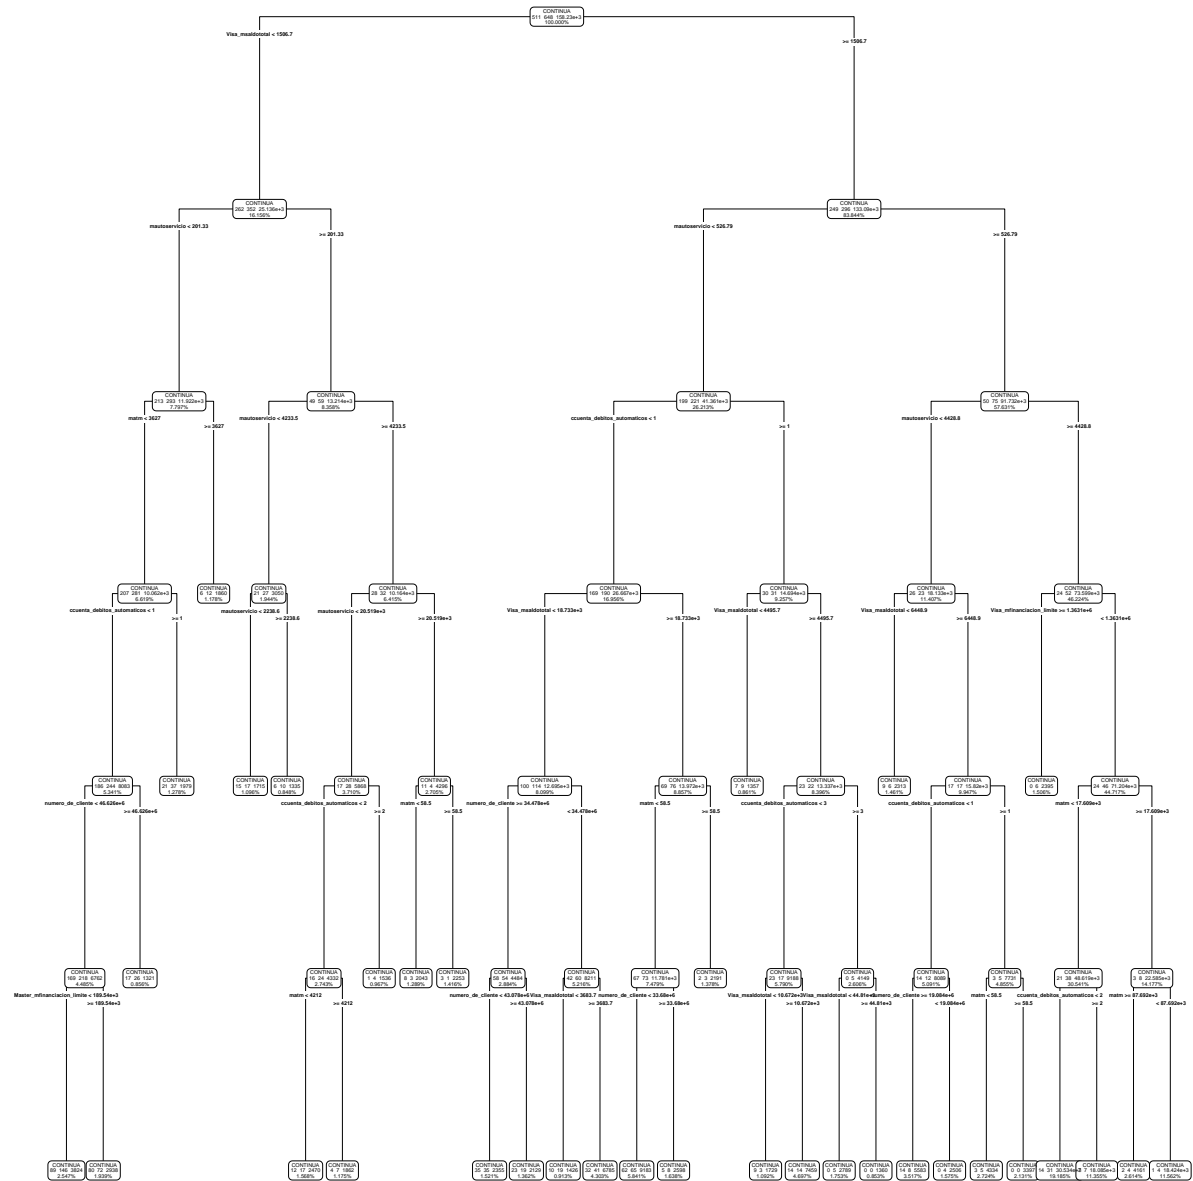 CONTINUA
511 648 158.23e+3
100.000%
Visa_msaldototal < 1506.7
>= 1506.7
CONTINUA
262 352 25.136e+3
16.156%
CONTINUA
249 296 133.09e+3
83.844%
mautoservicio < 201.33
>= 201.33
mautoservicio < 526.79
>= 526.79
CONTINUA
213 293 11.922e+3
7.797%
CONTINUA
49 59 13.214e+3
8.358%
CONTINUA
199 221 41.361e+3
26.213%
CONTINUA
50 75 91.732e+3
57.631%
matm < 3627
>= 3627
mautoservicio < 4233.5
>= 4233.5
ccuenta_debitos_automaticos < 1
>= 1
mautoservicio < 4428.8
>= 4428.8
CONTINUA
207 281 10.062e+3
6.619%
CONTINUA
6 12 1860
1.178%
CONTINUA
21 27 3050
1.944%
CONTINUA
28 32 10.164e+3
6.415%
CONTINUA
169 190 26.667e+3
16.956%
CONTINUA
30 31 14.694e+3
9.257%
CONTINUA
26 23 18.133e+3
11.407%
CONTINUA
24 52 73.599e+3
46.224%
ccuenta_debitos_automaticos < 1
>= 1
mautoservicio < 2238.6
>= 2238.6
mautoservicio < 20.519e+3
>= 20.519e+3
Visa_msaldototal < 18.733e+3
>= 18.733e+3
Visa_msaldototal < 4495.7
>= 4495.7
Visa_msaldototal < 6448.9
>= 6448.9
Visa_mfinanciacion_limite >= 1.3631e+6
< 1.3631e+6
CONTINUA
186 244 8083
5.341%
CONTINUA
21 37 1979
1.278%
CONTINUA
15 17 1715
1.096%
CONTINUA
6 10 1335
0.848%
CONTINUA
17 28 5868
3.710%
CONTINUA
11 4 4296
2.705%
CONTINUA
100 114 12.695e+3
8.099%
CONTINUA
69 76 13.972e+3
8.857%
CONTINUA
7 9 1357
0.861%
CONTINUA
23 22 13.337e+3
8.396%
CONTINUA
9 6 2313
1.461%
CONTINUA
17 17 15.82e+3
9.947%
CONTINUA
0 6 2395
1.506%
CONTINUA
24 46 71.204e+3
44.717%
numero_de_cliente < 46.626e+6
>= 46.626e+6
ccuenta_debitos_automaticos < 2
>= 2
matm < 58.5
>= 58.5
numero_de_cliente >= 34.478e+6
< 34.478e+6
matm < 58.5
>= 58.5
ccuenta_debitos_automaticos < 3
>= 3
ccuenta_debitos_automaticos < 1
>= 1
matm < 17.609e+3
>= 17.609e+3
CONTINUA
169 218 6762
4.485%
CONTINUA
17 26 1321
0.856%
CONTINUA
16 24 4332
2.743%
CONTINUA
1 4 1536
0.967%
CONTINUA
8 3 2043
1.289%
CONTINUA
3 1 2253
1.416%
CONTINUA
58 54 4484
2.884%
CONTINUA
42 60 8211
5.216%
CONTINUA
67 73 11.781e+3
7.479%
CONTINUA
2 3 2191
1.378%
CONTINUA
23 17 9188
5.790%
CONTINUA
0 5 4149
2.606%
CONTINUA
14 12 8089
5.091%
CONTINUA
3 5 7731
4.855%
CONTINUA
21 38 48.619e+3
30.541%
CONTINUA
3 8 22.585e+3
14.177%
Master_mfinanciacion_limite < 189.54e+3
>= 189.54e+3
matm < 4212
>= 4212
numero_de_cliente < 43.078e+6
>= 43.078e+6
Visa_msaldototal < 3683.7
>= 3683.7
numero_de_cliente < 33.68e+6
>= 33.68e+6
Visa_msaldototal < 10.672e+3
>= 10.672e+3
Visa_msaldototal < 44.81e+3
>= 44.81e+3
numero_de_cliente >= 19.084e+6
< 19.084e+6
matm < 58.5
>= 58.5
ccuenta_debitos_automaticos < 2
>= 2
matm >= 87.692e+3
< 87.692e+3
CONTINUA
89 146 3824
2.547%
CONTINUA
80 72 2938
1.939%
CONTINUA
12 17 2470
1.568%
CONTINUA
4 7 1862
1.175%
CONTINUA
35 35 2355
1.521%
CONTINUA
23 19 2129
1.362%
CONTINUA
10 19 1426
0.913%
CONTINUA
32 41 6785
4.303%
CONTINUA
62 65 9183
5.841%
CONTINUA
5 8 2598
1.638%
CONTINUA
9 3 1729
1.092%
CONTINUA
14 14 7459
4.697%
CONTINUA
0 5 2789
1.753%
CONTINUA
0 0 1360
0.853%
CONTINUA
14 8 5583
3.517%
CONTINUA
0 4 2506
1.575%
CONTINUA
3 5 4334
2.724%
CONTINUA
0 0 3397
2.131%
CONTINUA
14 31 30.534e+3
19.185%
CONTINUA
7 18.085e+3
11.355%
CONTINUA
2 4 4161
2.614%
CONTINUA
1 4 18.424e+3
11.562%